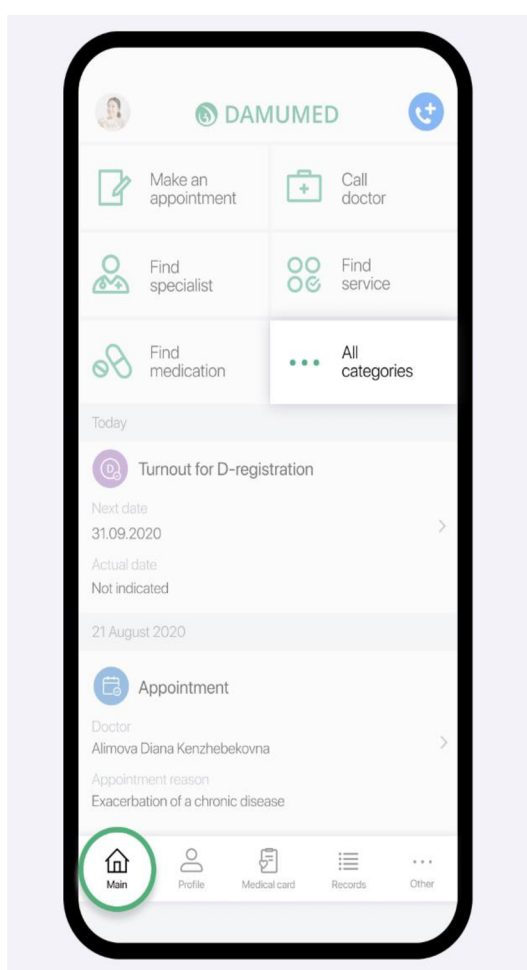 DAMUMED
Make an
appointment
Call
doctor
Find
specialist
Find
service
Find
medication
All
categories
Today
D
Turnout for D-registration
Next date
31.09.2020
Actual date
Not indicated
21 August 2020
Appointment
Doctor
Alimova Diana Kenzhebekovna
Appointment reason
Exacerbation of a chronic disease
Main
Profile
Medical card
Records
Other